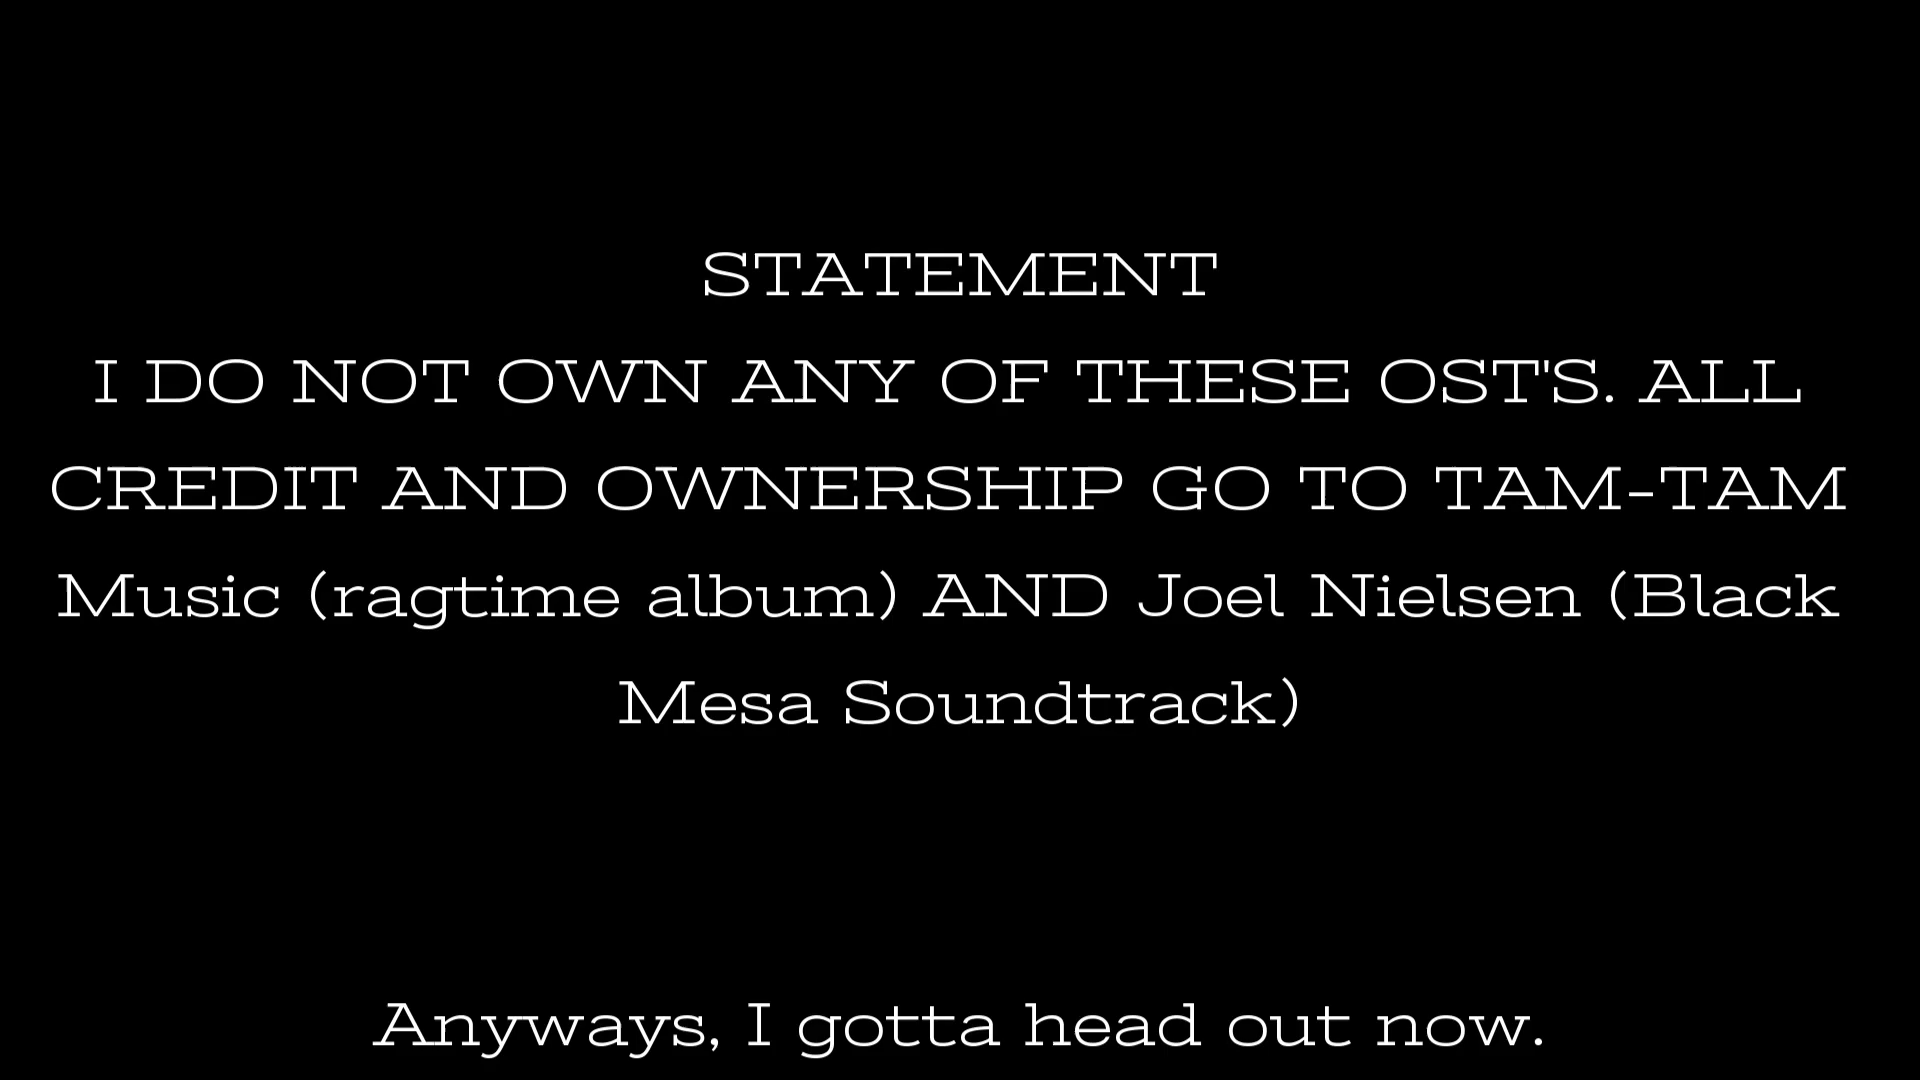 STATEMENT
I DO NOT OWN ANY OF THESE OST'S. ALL
CREDIT AND OWNERSHIP GO TO TAM-TAM
Music (ragtime album) AND Joel Nielsen (Black
Mesa Soundtrack)
Anyways, I gotta head out now.